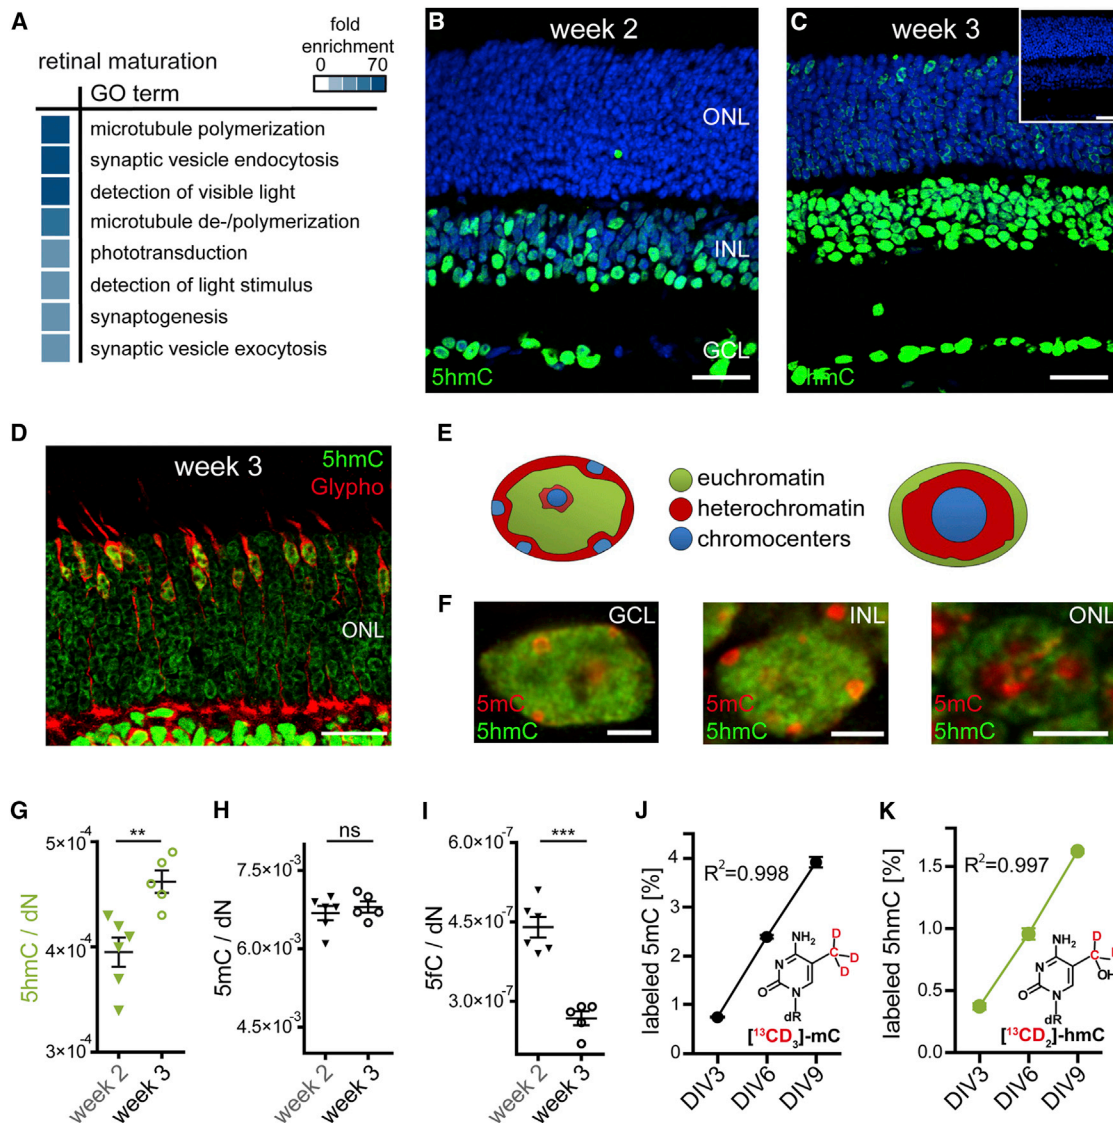 A
fold
enrichment
0 70
retinal maturation
GO term
microtubule polymerization
synaptic vesicle endocytosis
detection of visible light
microtubule de-/polymerization
phototransduction
detection of light stimulus
synaptogenesis
synaptic vesicle exocytosis
B
week 2
ONL
INL
GCL
5hmC
C
week 3
hmC
D
week 3
5hmC
Glypho
ONL
E
euchromatin
heterochromatin
chromocenters
F
GCL
5mC
5hmC
INL
5mC
5hmC
ONL
5mC
5hmC
G
5hmC / dN
5×10⁻⁴
4×10⁻⁴
3×10⁻⁴
**
week 2
week 3
H
5mC / dN
7.5×10⁻³
6.0×10⁻³
4.5×10⁻³
ns
week 2
week 3
I
5fC / dN
6.0×10⁻⁷
4.5×10⁻⁷
3.0×10⁻⁷
***
week 2
week 3
J
labeled 5mC [%]
4
3
2
1
0
R²=0.998
NH₂
N
O
N
dR
C
D
D
D
[¹³CD₃]-mC
DIV3
DIV6
DIV9
K
labeled 5hmC [%]
1.5
1.0
0.5
0.0
R²=0.997
NH₂
N
O
N
dR
C
D
OH
[¹³CD₂]-hmC
DIV3
DIV6
DIV9